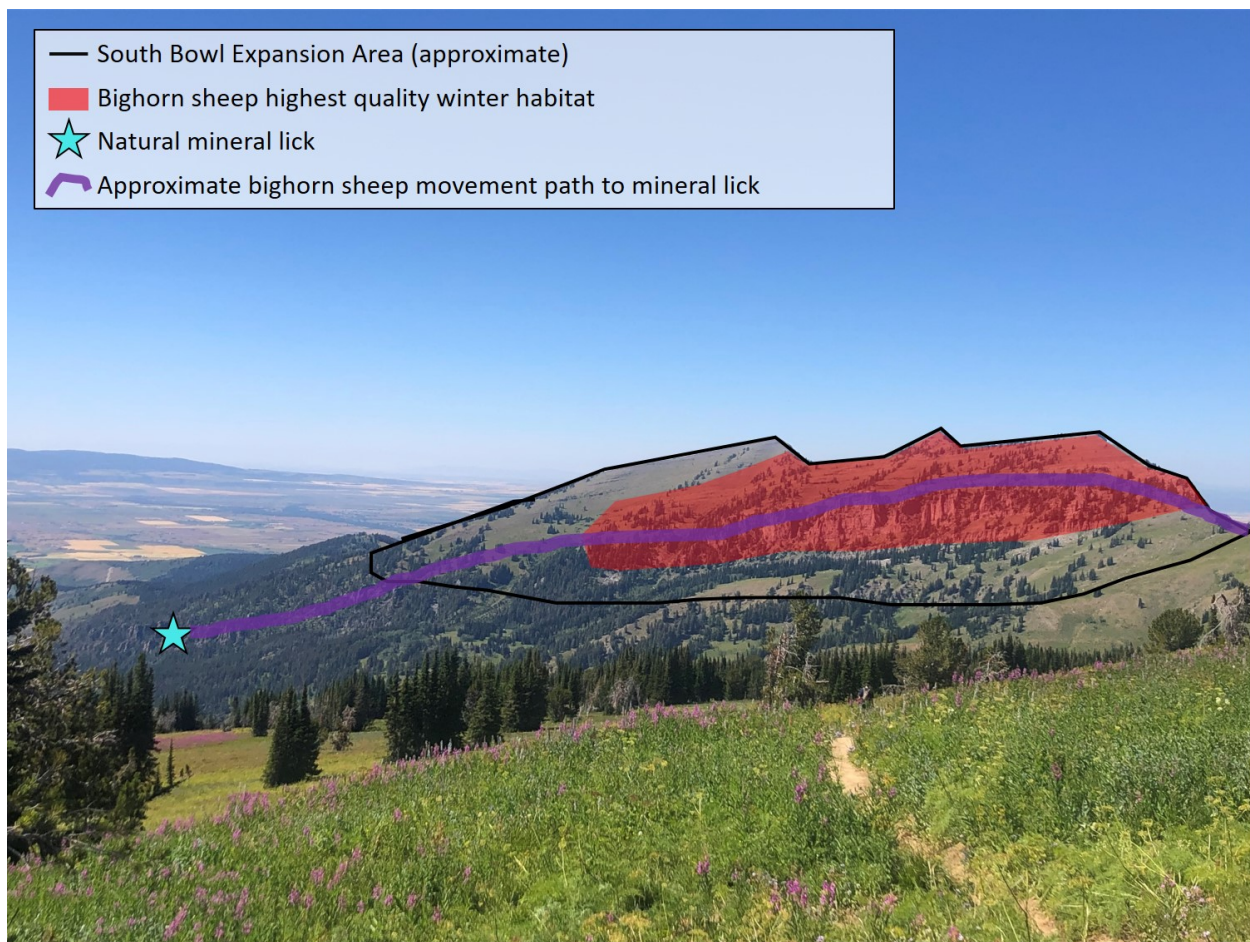 South Bowl Expansion Area (approximate)
Bighorn sheep highest quality winter habitat
Natural mineral lick
Approximate bighorn sheep movement path to mineral lick